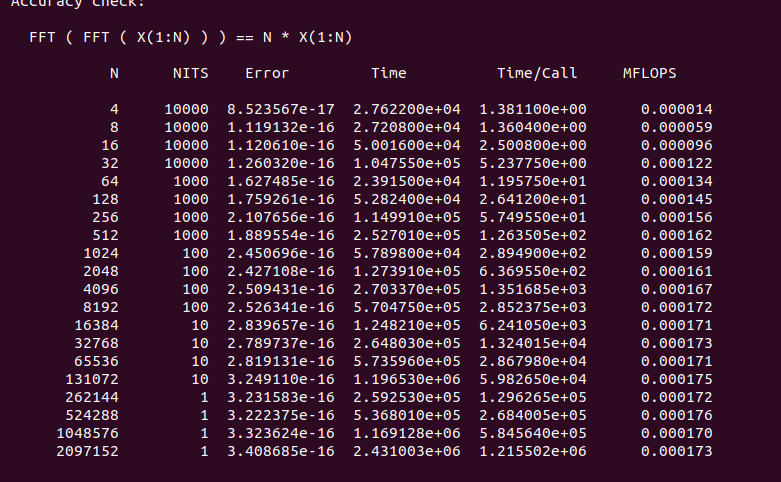 Accuracy check:
FFT ( FFT ( X(1:N) ) ) == N * X(1:N)
N NITS Error Time Time/Call MFLOPS
4 10000 8.523567e-17 2.762200e+04 1.381100e+00 0.000014
8 10000 1.119132e-16 2.720800e+04 1.360400e+00 0.000059
16 10000 1.120610e-16 5.001600e+04 2.500800e+00 0.000096
32 10000 1.260320e-16 1.047550e+05 5.237750e+00 0.000122
64 1000 1.627485e-16 2.391500e+04 1.195750e+01 0.000134
128 1000 1.759261e-16 5.282400e+04 2.641200e+01 0.000145
256 1000 2.107656e-16 1.149910e+05 5.749550e+01 0.000156
512 1000 1.889554e-16 2.527010e+05 1.263505e+02 0.000162
1024 100 2.450696e-16 5.789800e+04 2.894900e+02 0.000159
2048 100 2.427108e-16 1.273910e+05 6.369550e+02 0.000161
4096 100 2.509431e-16 2.703370e+05 1.351685e+03 0.000167
8192 100 2.526341e-16 5.704750e+05 2.852375e+03 0.000172
16384 10 2.839657e-16 1.248210e+05 6.241050e+03 0.000171
32768 10 2.789737e-16 2.648030e+05 1.324015e+04 0.000173
65536 10 2.819131e-16 5.735960e+05 2.867980e+04 0.000171
131072 10 3.249110e-16 1.196530e+06 5.982650e+04 0.000175
262144 1 3.231583e-16 2.592530e+05 1.296265e+05 0.000172
524288 1 3.222375e-16 5.368010e+05 2.684005e+05 0.000176
1048576 1 3.323624e-16 1.169128e+06 5.845640e+05 0.000170
2097152 1 3.408685e-16 2.431003e+06 1.215502e+06 0.000173